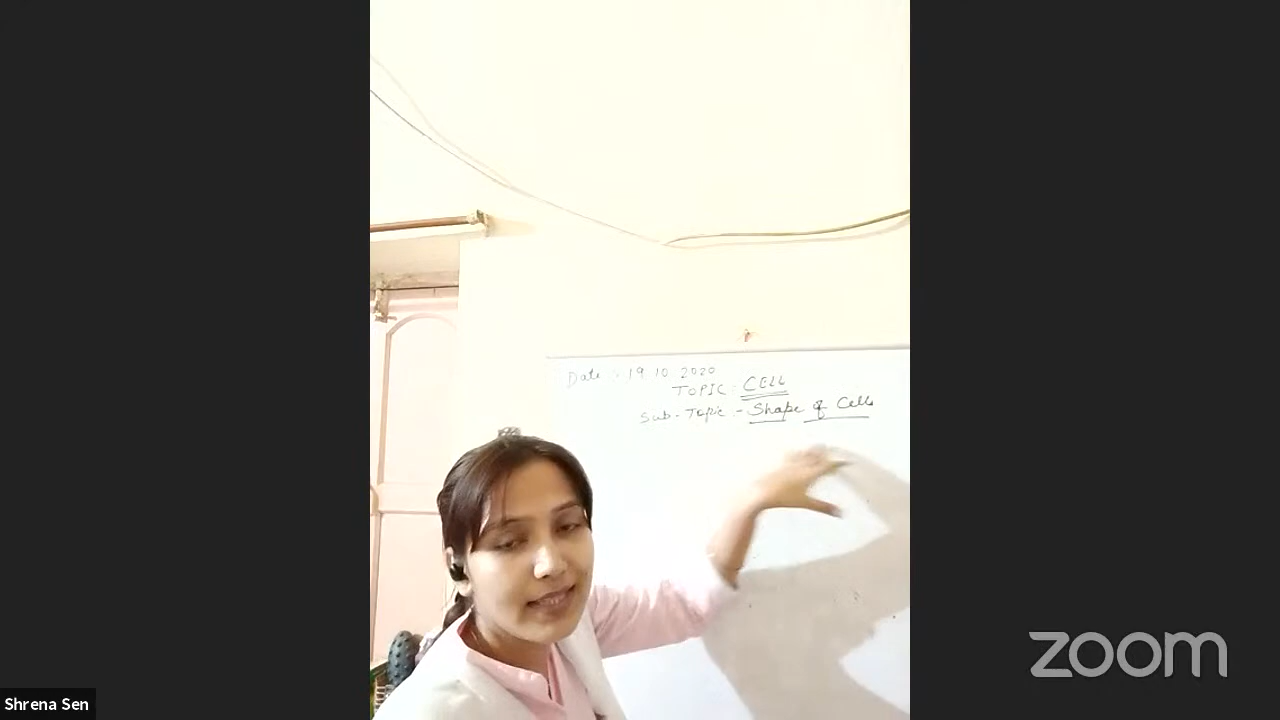 Date :- 19.10.2020
TOPIC : CELL
Sub-Topic :- Shape of Cells
zoom
Shrena Sen